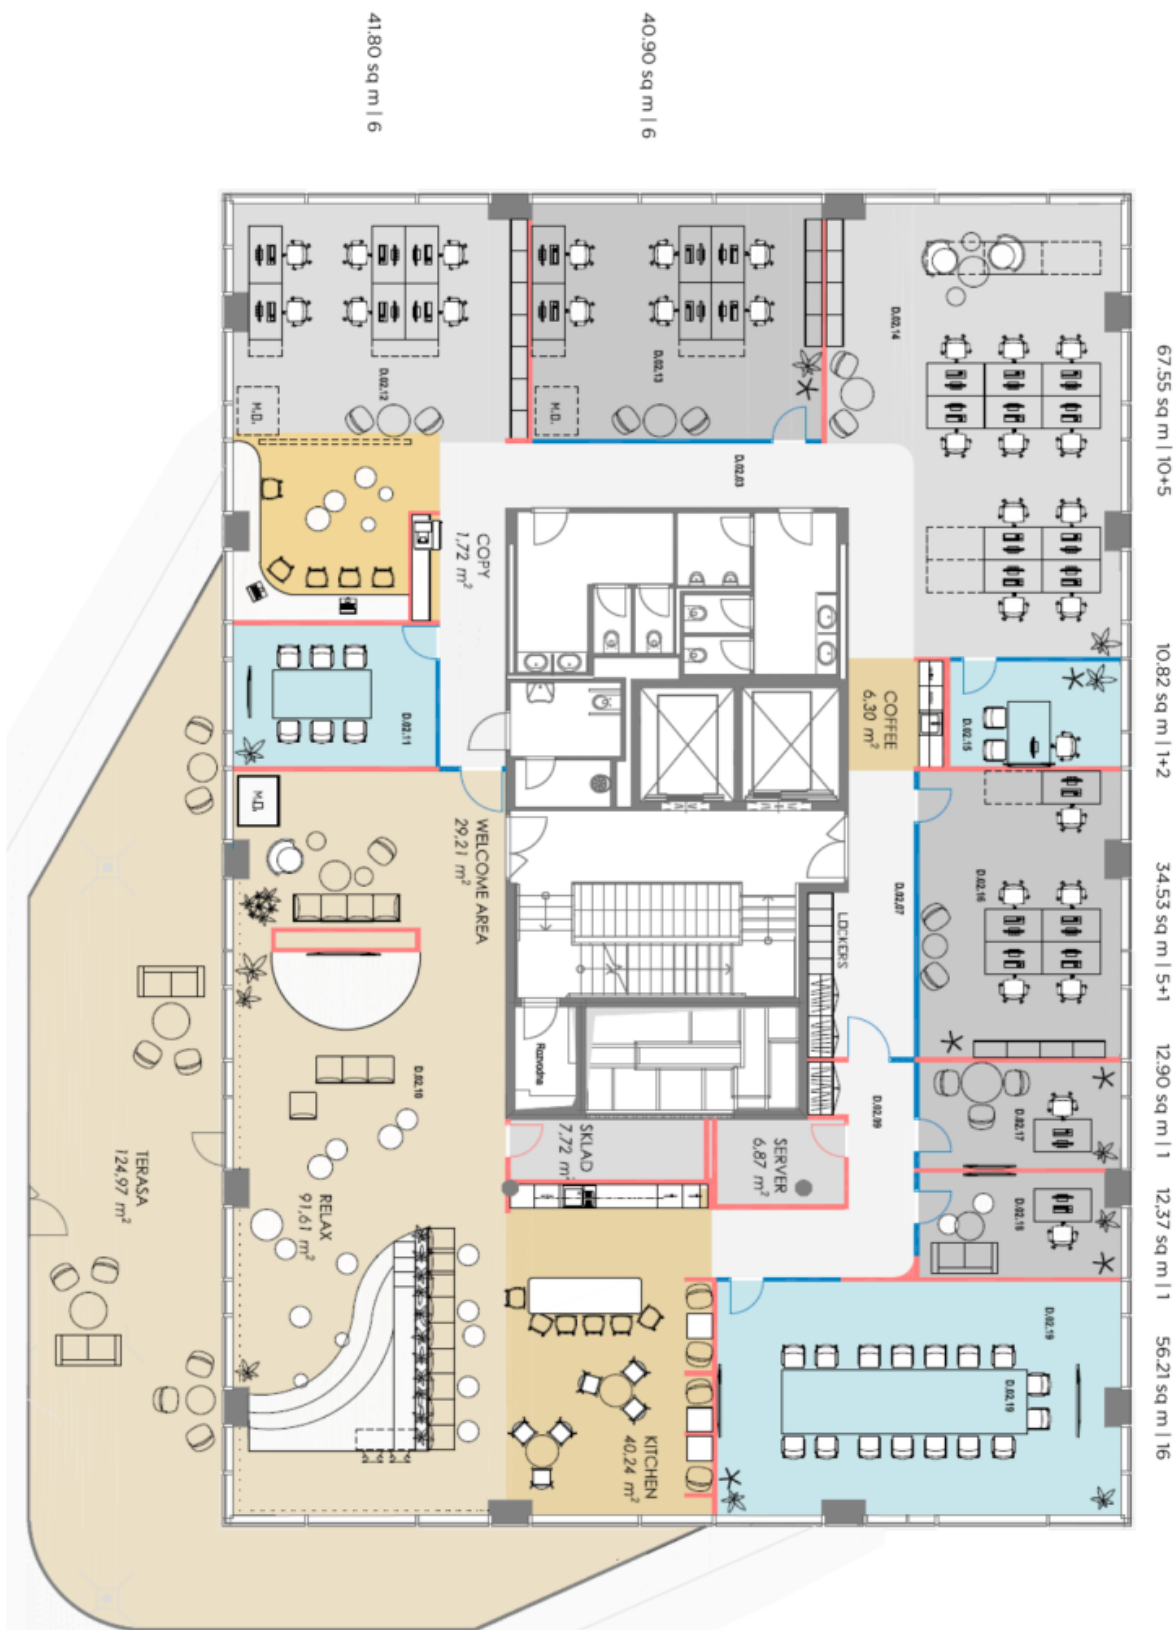 41.80 sq m | 6
40.90 sq m | 6
67.55 sq m | 10+5
10.82 sq m | 1+2
34.53 sq m | 5+1
12.90 sq m | 1
12,37 sq m | 1
56.21 sq m | 16
D.02.12
M.D.
D.02.13
M.D.
D.02.14
D.02.03
COPY
1,72 m²
D.02.11
COFFEE
6,30 m²
D.02.15
M.D.
WELCOME AREA
29,21 m²
D.02.07
D.02.16
LOCKERS
D.02.10
Rozvodna
D.02.09
D.02.17
SKLAD
7,72 m²
SERVER
6,87 m²
D.02.18
TERASA
124,97 m²
RELAX
91,61 m²
KITCHEN
40,24 m²
D.02.19
D.02.19